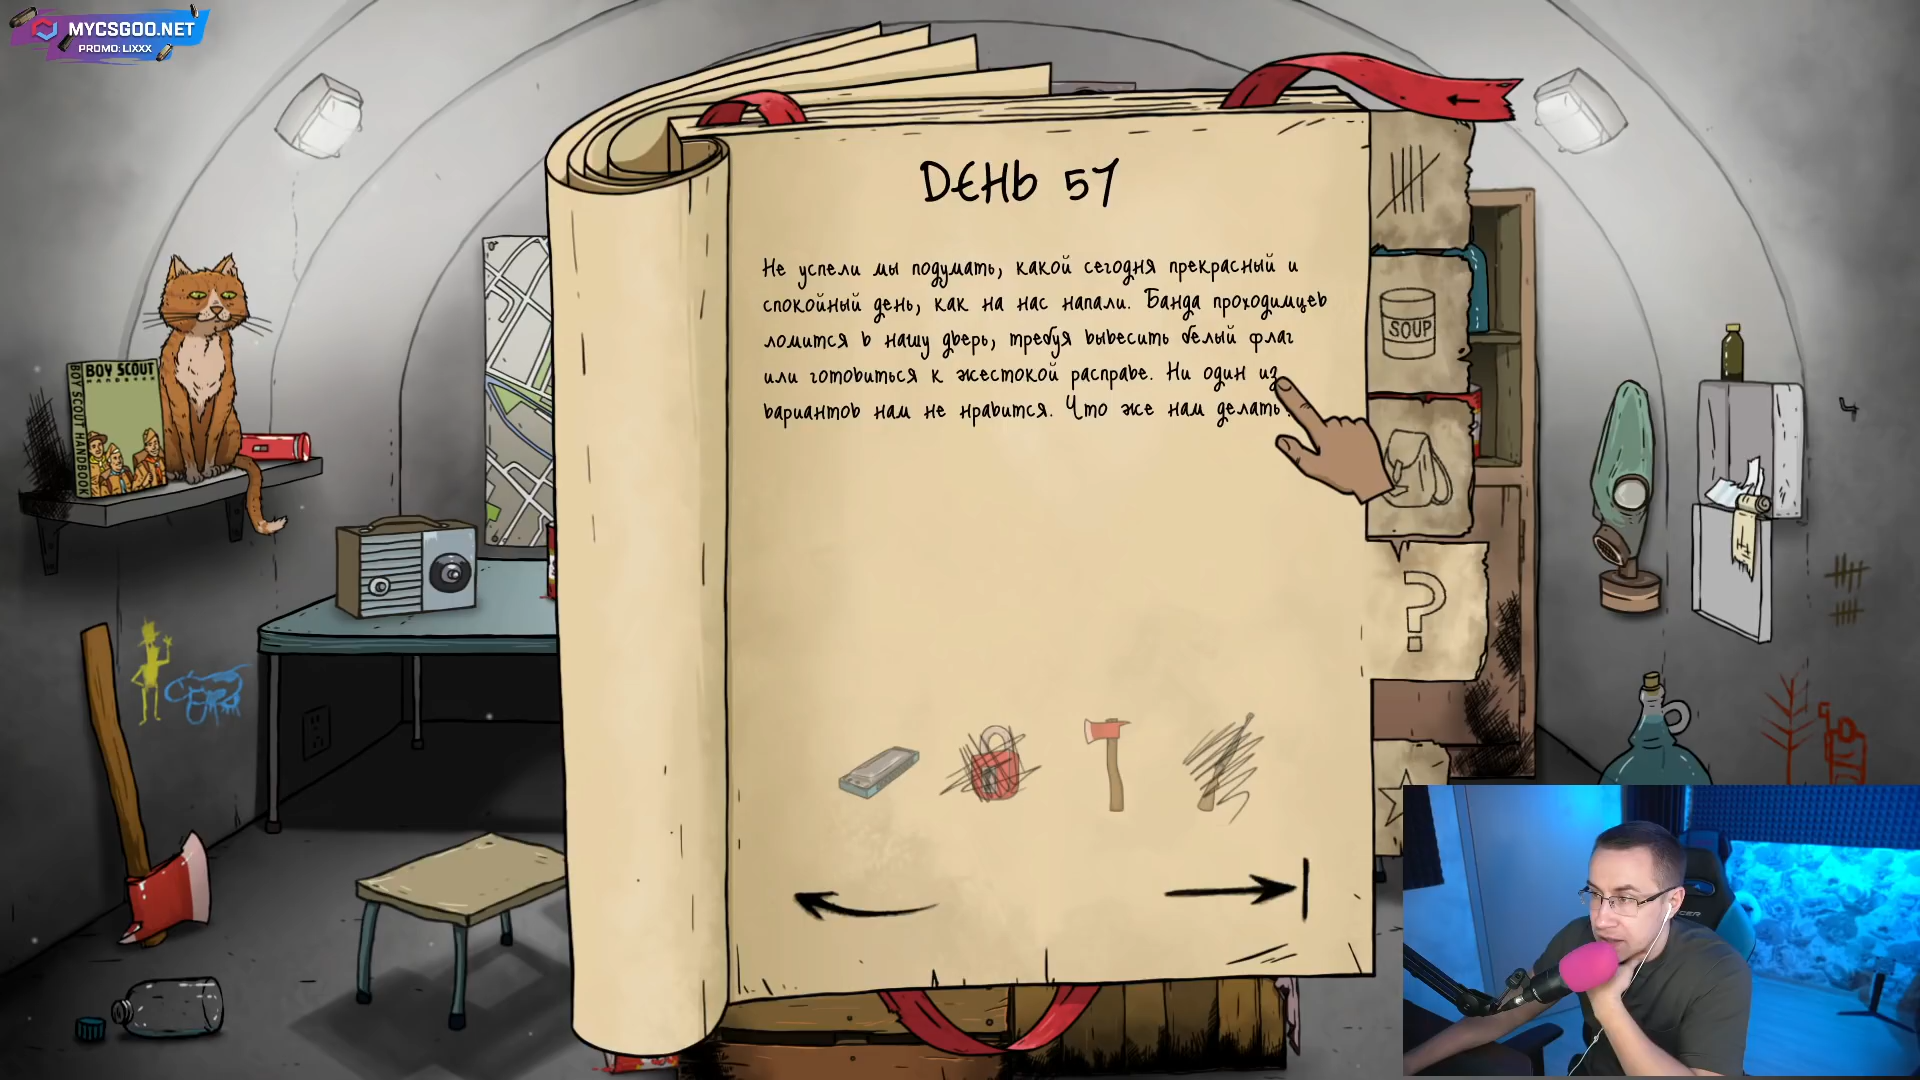 MYCSGOO.NET
PROMO: LIXXX
ДЕНЬ 57
Не успели мы подумать, какой сегодня прекрасный и
спокойный день, как на нас напали. Банда проходимцев
ломится в нашу дверь, требуя вывесить белый флаг
или готовиться к жестокой расправе. Ни один из
вариантов нам не нравится. Что же нам делать?
SOUP
?
BOY SCOUT
HANDBOOK
BOY SCOUT HANDBOOK